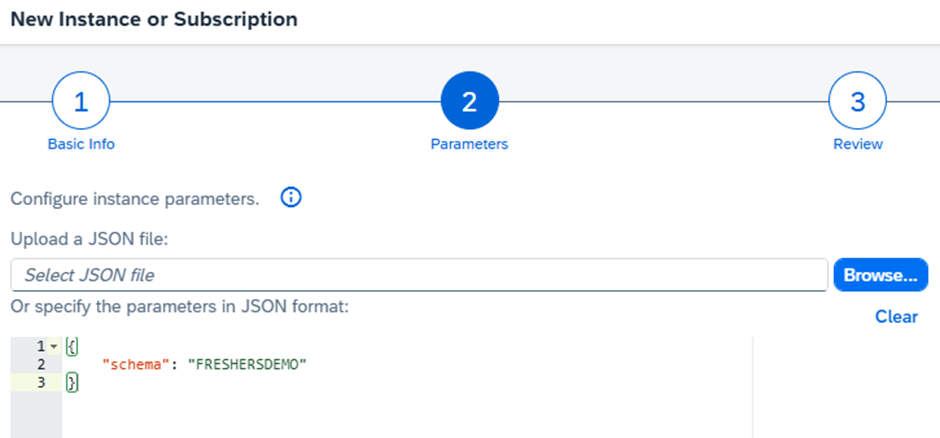 New Instance or Subscription
1 2 3
Basic Info Parameters Review
Configure instance parameters.
Upload a JSON file:
Select JSON file Browse...
Or specify the parameters in JSON format:
Clear
1 {
2 "schema": "FRESHERSDEMO"
3 }